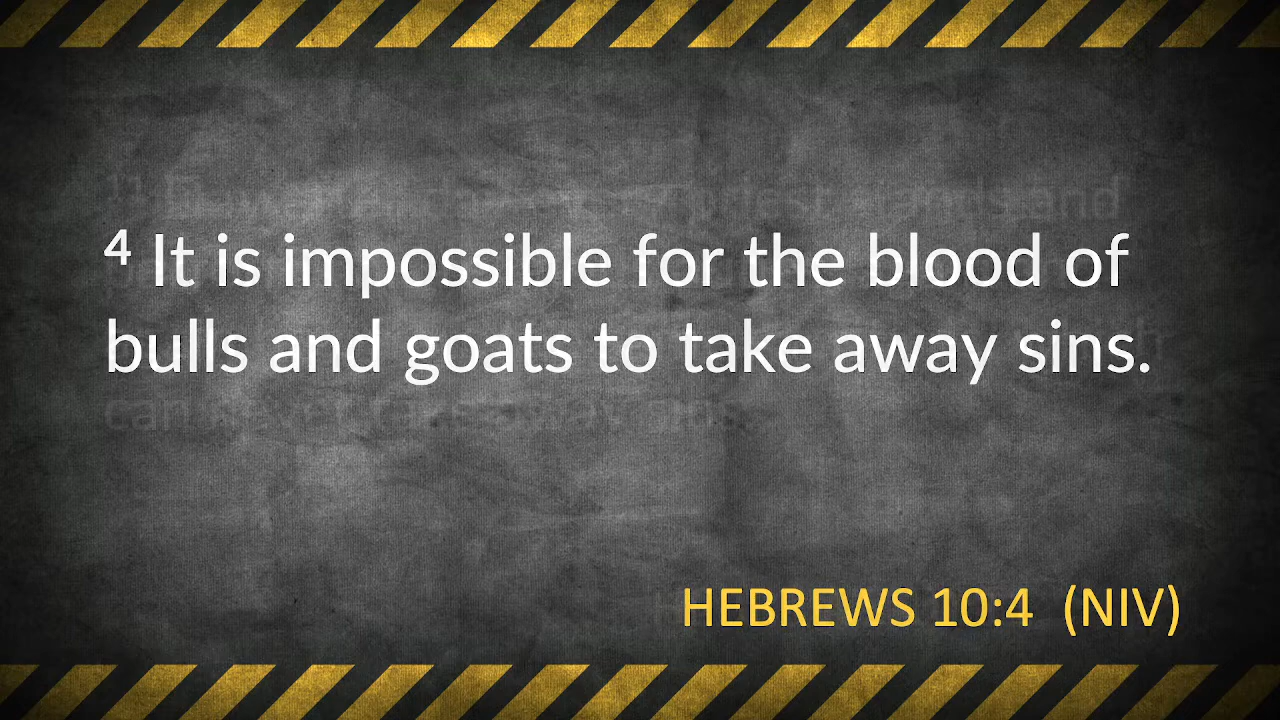 4 It is impossible for the blood of
bulls and goats to take away sins.
HEBREWS 10:4 (NIV)